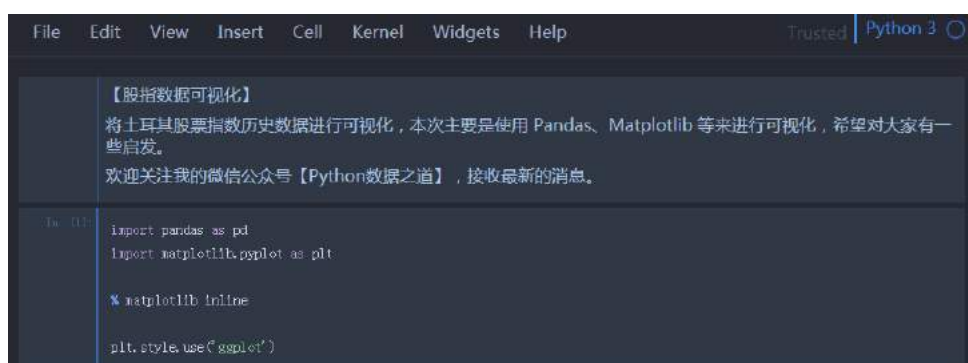 File Edit View Insert Cell Kernel Widgets Help Trusted Python 3
【股指数据可视化】
将土耳其股票指数历史数据进行可视化，本次主要是使用 Pandas、Matplotlib 等来进行可视化，希望对大家有一
些启发。
欢迎关注我的微信公众号【Python数据之道】，接收最新的消息。
In [1]:
import pandas as pd
import matplotlib.pyplot as plt
% matplotlib inline
plt.style.use('ggplot')